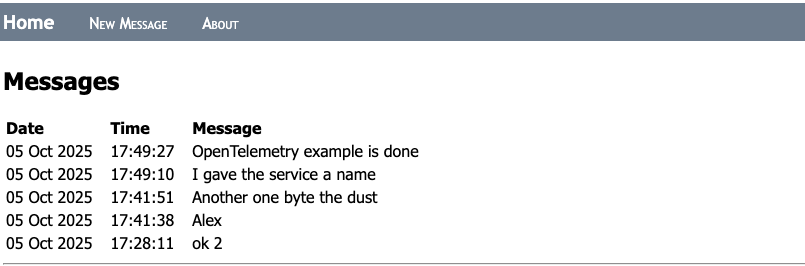 Home New Message About
Messages
Date Time Message
05 Oct 2025 17:49:27 OpenTelemetry example is done
05 Oct 2025 17:49:10 I gave the service a name
05 Oct 2025 17:41:51 Another one byte the dust
05 Oct 2025 17:41:38 Alex
05 Oct 2025 17:28:11 ok 2